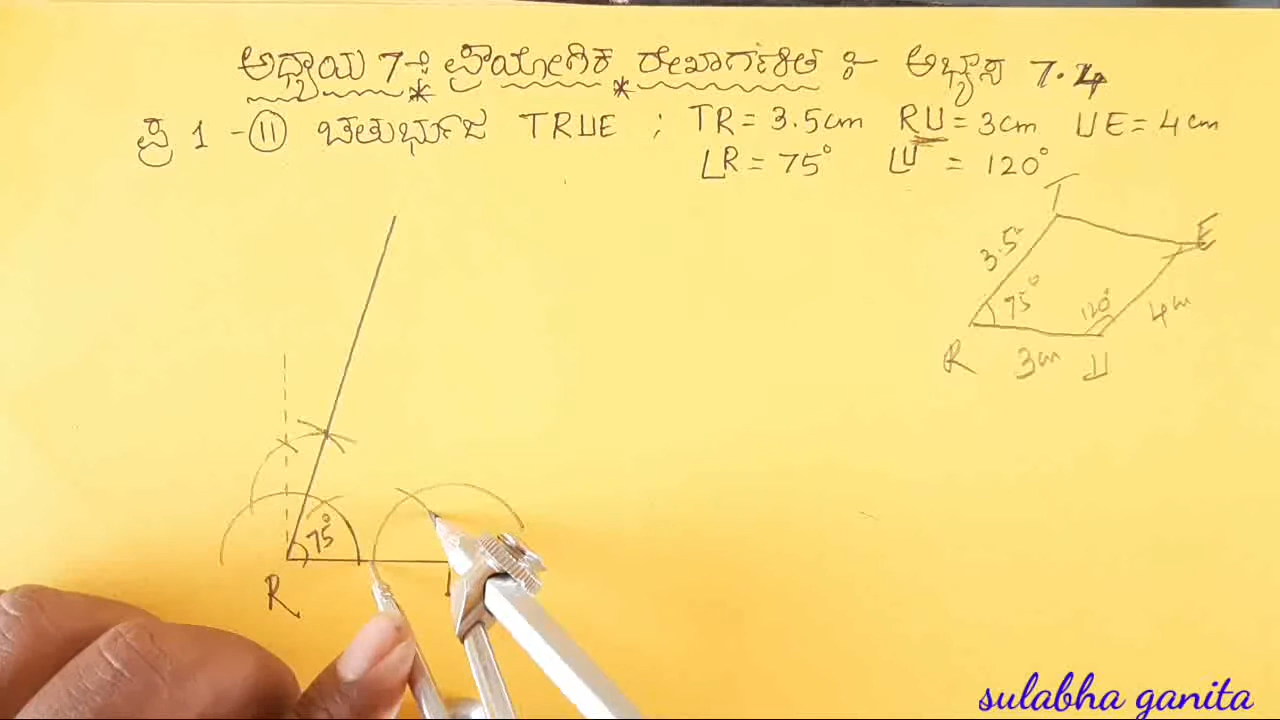 ಅಧ್ಯಾಯ 7 :- ಪ್ರಾಯೋಗಿಕ ರೇಖಾಗಣಿತ :- ಅಭ್ಯಾಸ 7.4
ಪ್ರ 1 - II ಚತುರ್ಭುಜ TRUE ; TR = 3.5cm RU = 3cm UE = 4cm
∠R = 75° ∠U = 120°
T
E
3.5
75°
120°
4cm
R
3cm
U
75°
R
sulabha ganita